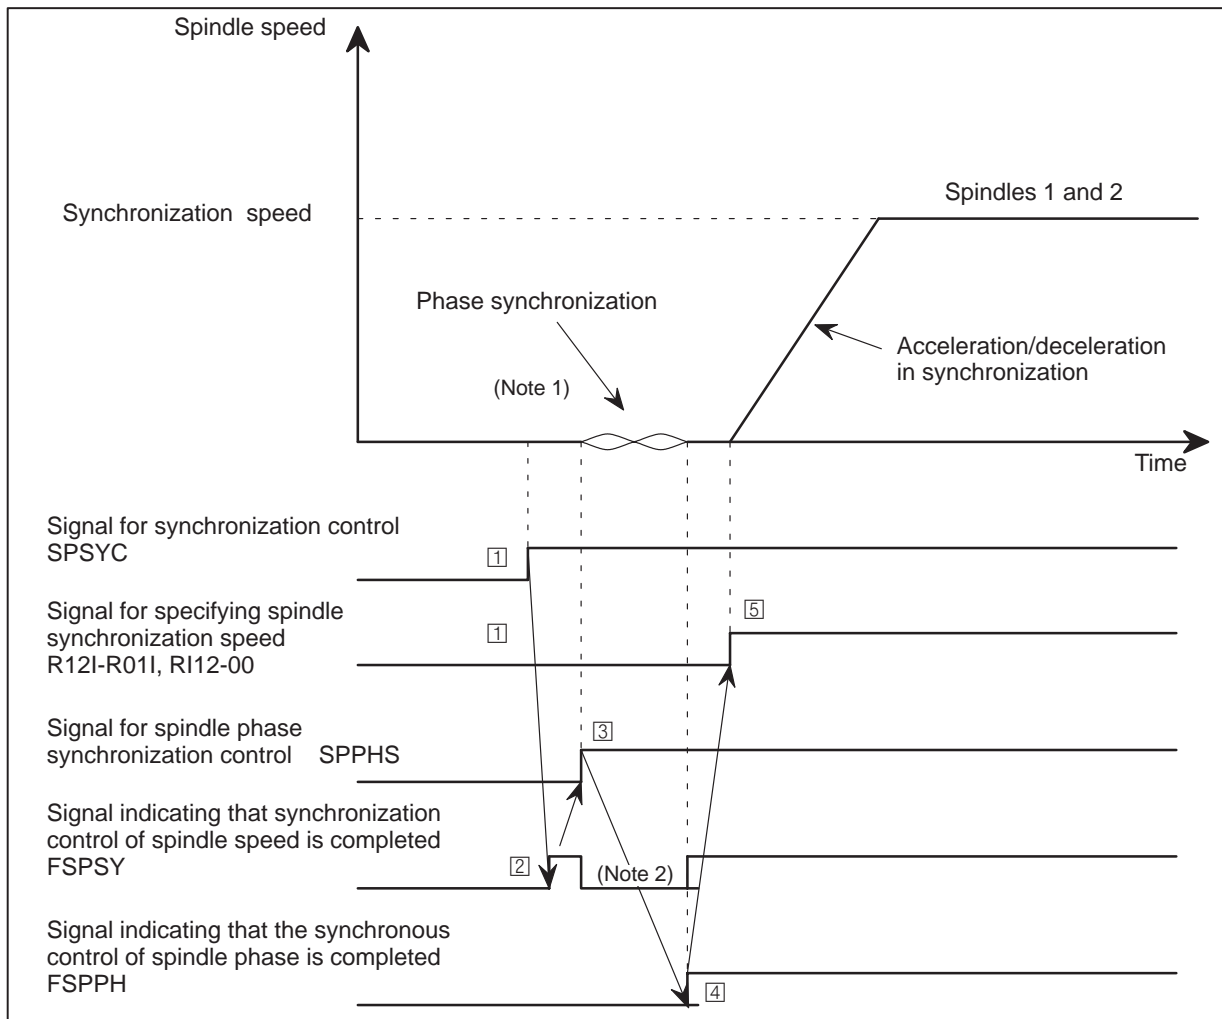 Spindle speed
Synchronization speed
Spindles 1 and 2
Phase synchronization
Acceleration/deceleration
in synchronization
(Note 1)
Time
Signal for synchronization control
SPSYC
1
Signal for specifying spindle
synchronization speed
R12I-R01I, RI12-00
1
5
Signal for spindle phase
synchronization control SPPHS
3
Signal indicating that synchronization
control of spindle speed is completed
FSPSY
2
(Note 2)
Signal indicating that the synchronous
control of spindle phase is completed
FSPPH
4